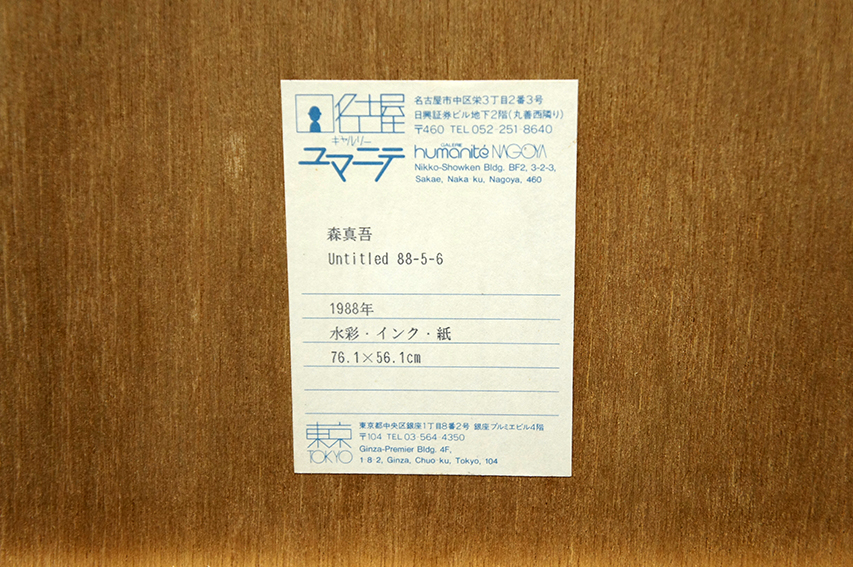 名古屋
ギャルリー
ユマニテ
名古屋市中区栄3丁目2番3号
日興証券ビル地下2階(丸善西隣り)
〒460 TEL 052·251·8640
GALERIE
humanité NAGOYA
Nikko-Showken Bldg. BF2, 3-2-3,
Sakae, Naka ku, Nagoya, 460
森真吾
Untitled 88-5-6
1988年
水彩・インク・紙
76.1×56.1cm
東京
TOKYO
東京都中央区銀座1丁目8番2号 銀座プルミエビル4階
〒104 TEL 03·564·4350
Ginza-Premier Bldg. 4F,
1·8·2, Ginza, Chuo ku, Tokyo, 104